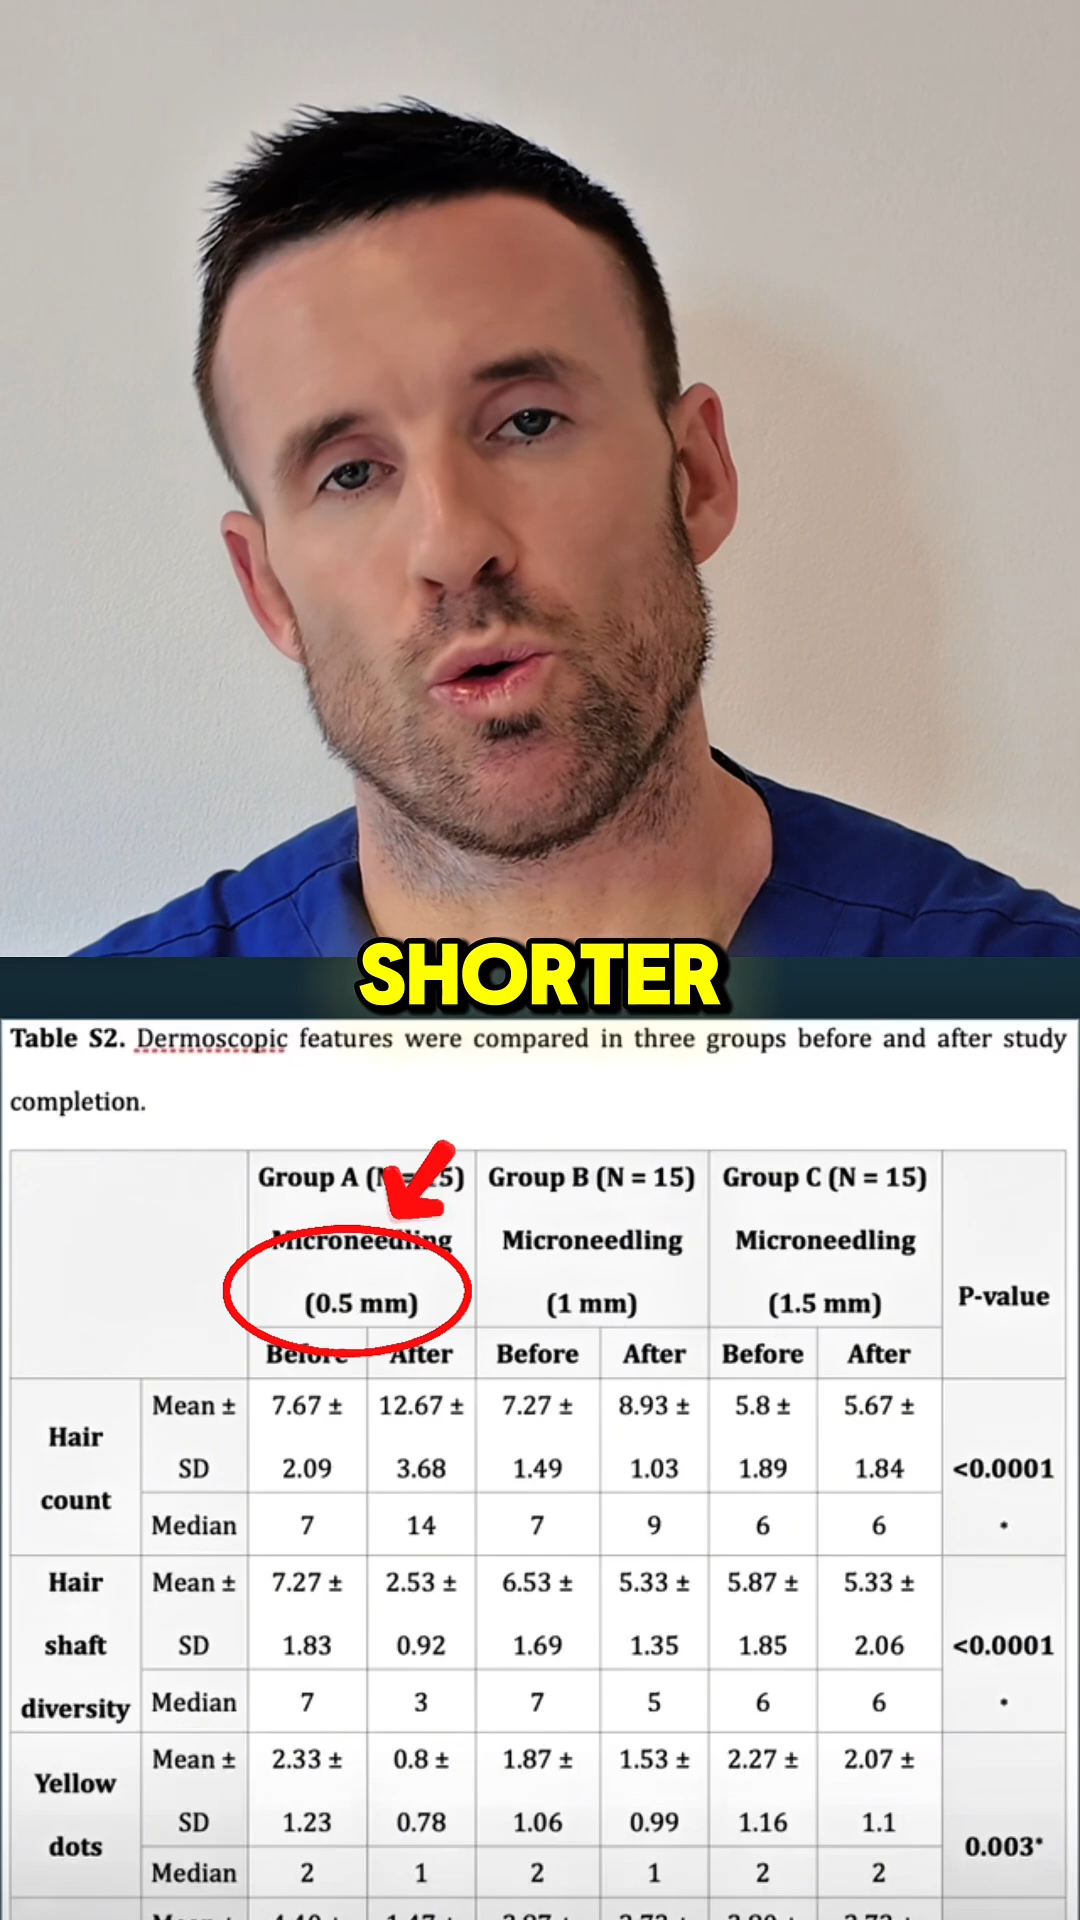 SHORTER
Table S2. Dermoscopic features were compared in three groups before and after study
completion.
Group A (N = 15) Group B (N = 15) Group C (N = 15)
Microneedling Microneedling Microneedling
(0.5 mm) (1 mm) (1.5 mm) P-value
Before After Before After Before After
Hair count Mean ± SD 7.67 ± 2.09 12.67 ± 3.68 7.27 ± 1.49 8.93 ± 1.03 5.8 ± 1.89 5.67 ± 1.84 <0.0001*
Median 7 14 7 9 6 6
Hair shaft diversity Mean ± SD 7.27 ± 1.83 2.53 ± 0.92 6.53 ± 1.69 5.33 ± 1.35 5.87 ± 1.85 5.33 ± 2.06 <0.0001*
Median 7 3 7 5 6 6
Yellow dots Mean ± SD 2.33 ± 1.23 0.8 ± 0.78 1.87 ± 1.06 1.53 ± 0.99 2.27 ± 1.16 2.07 ± 1.1 0.003*
Median 2 1 2 1 2 2